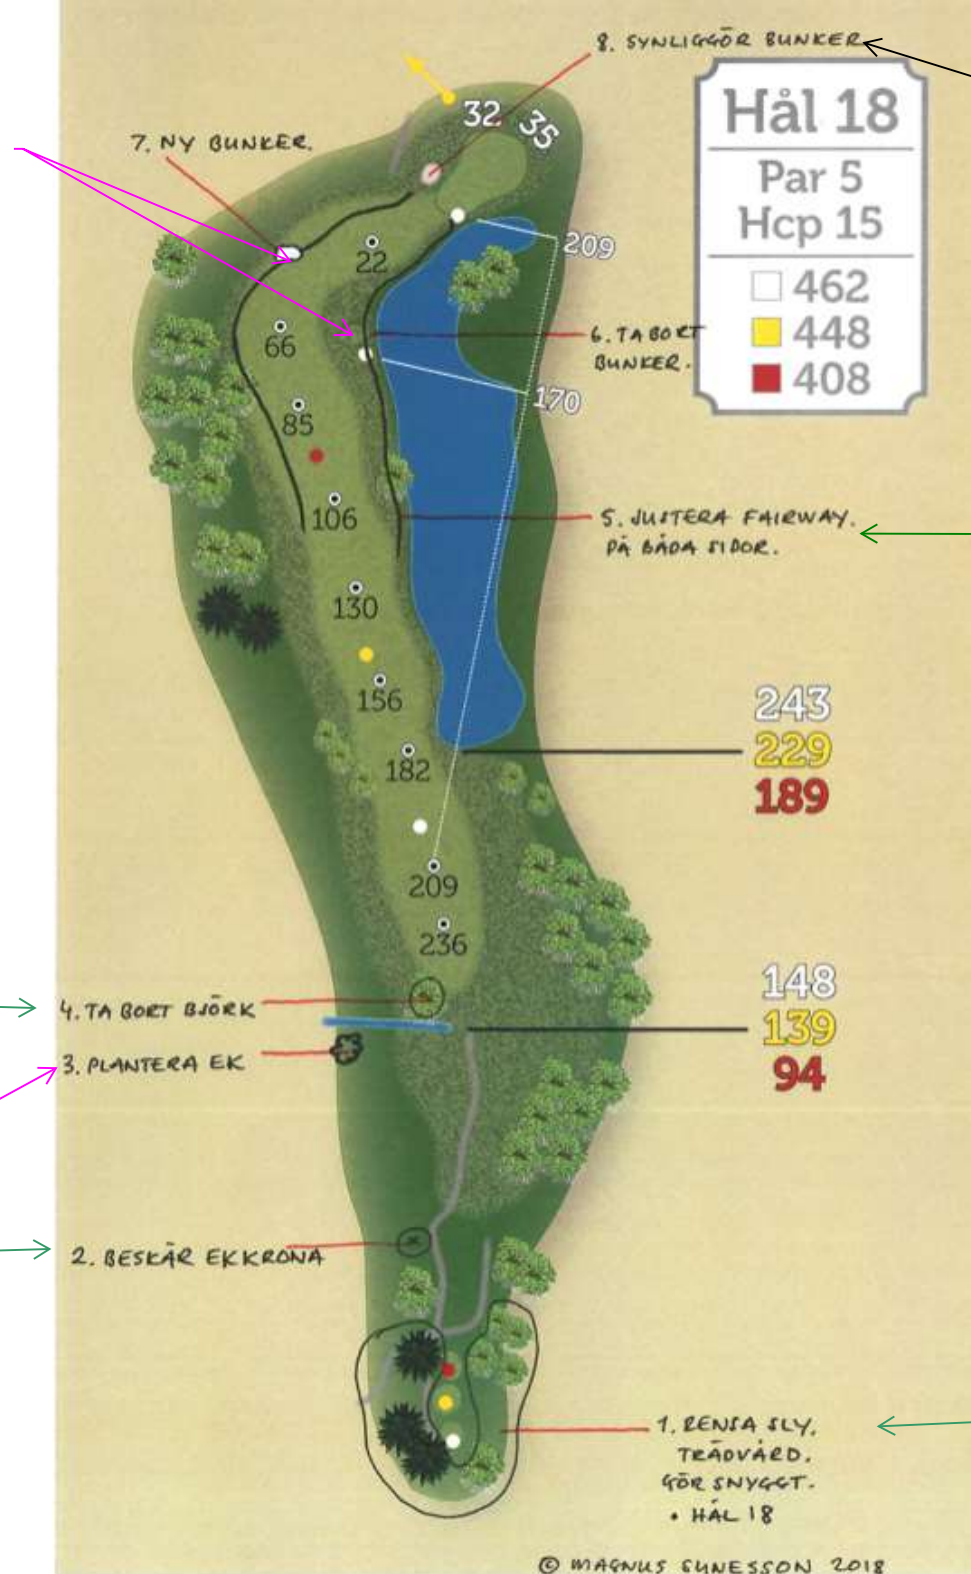 8. SYNLIGGÖR BUNKER
Hål 18
Par 5
Hcp 15
462
448
408
32 35
7. NY BUNKER.
209
22
66
6. TA BORT
BUNKER.
170
85
106
5. JUSTERA FAIRWAY.
PÅ BÅDA SIDOR.
130
156
243
229
189
182
209
236
148
139
94
4. TA BORT BJÖRK
3. PLANTERA EK
2. BESKÄR EKKRONA
1. RENSA SLY.
TRÄDVÅRD.
GÖR SNYGGT.
• HÅL 18
© MAGNUS SUNESSON 2018